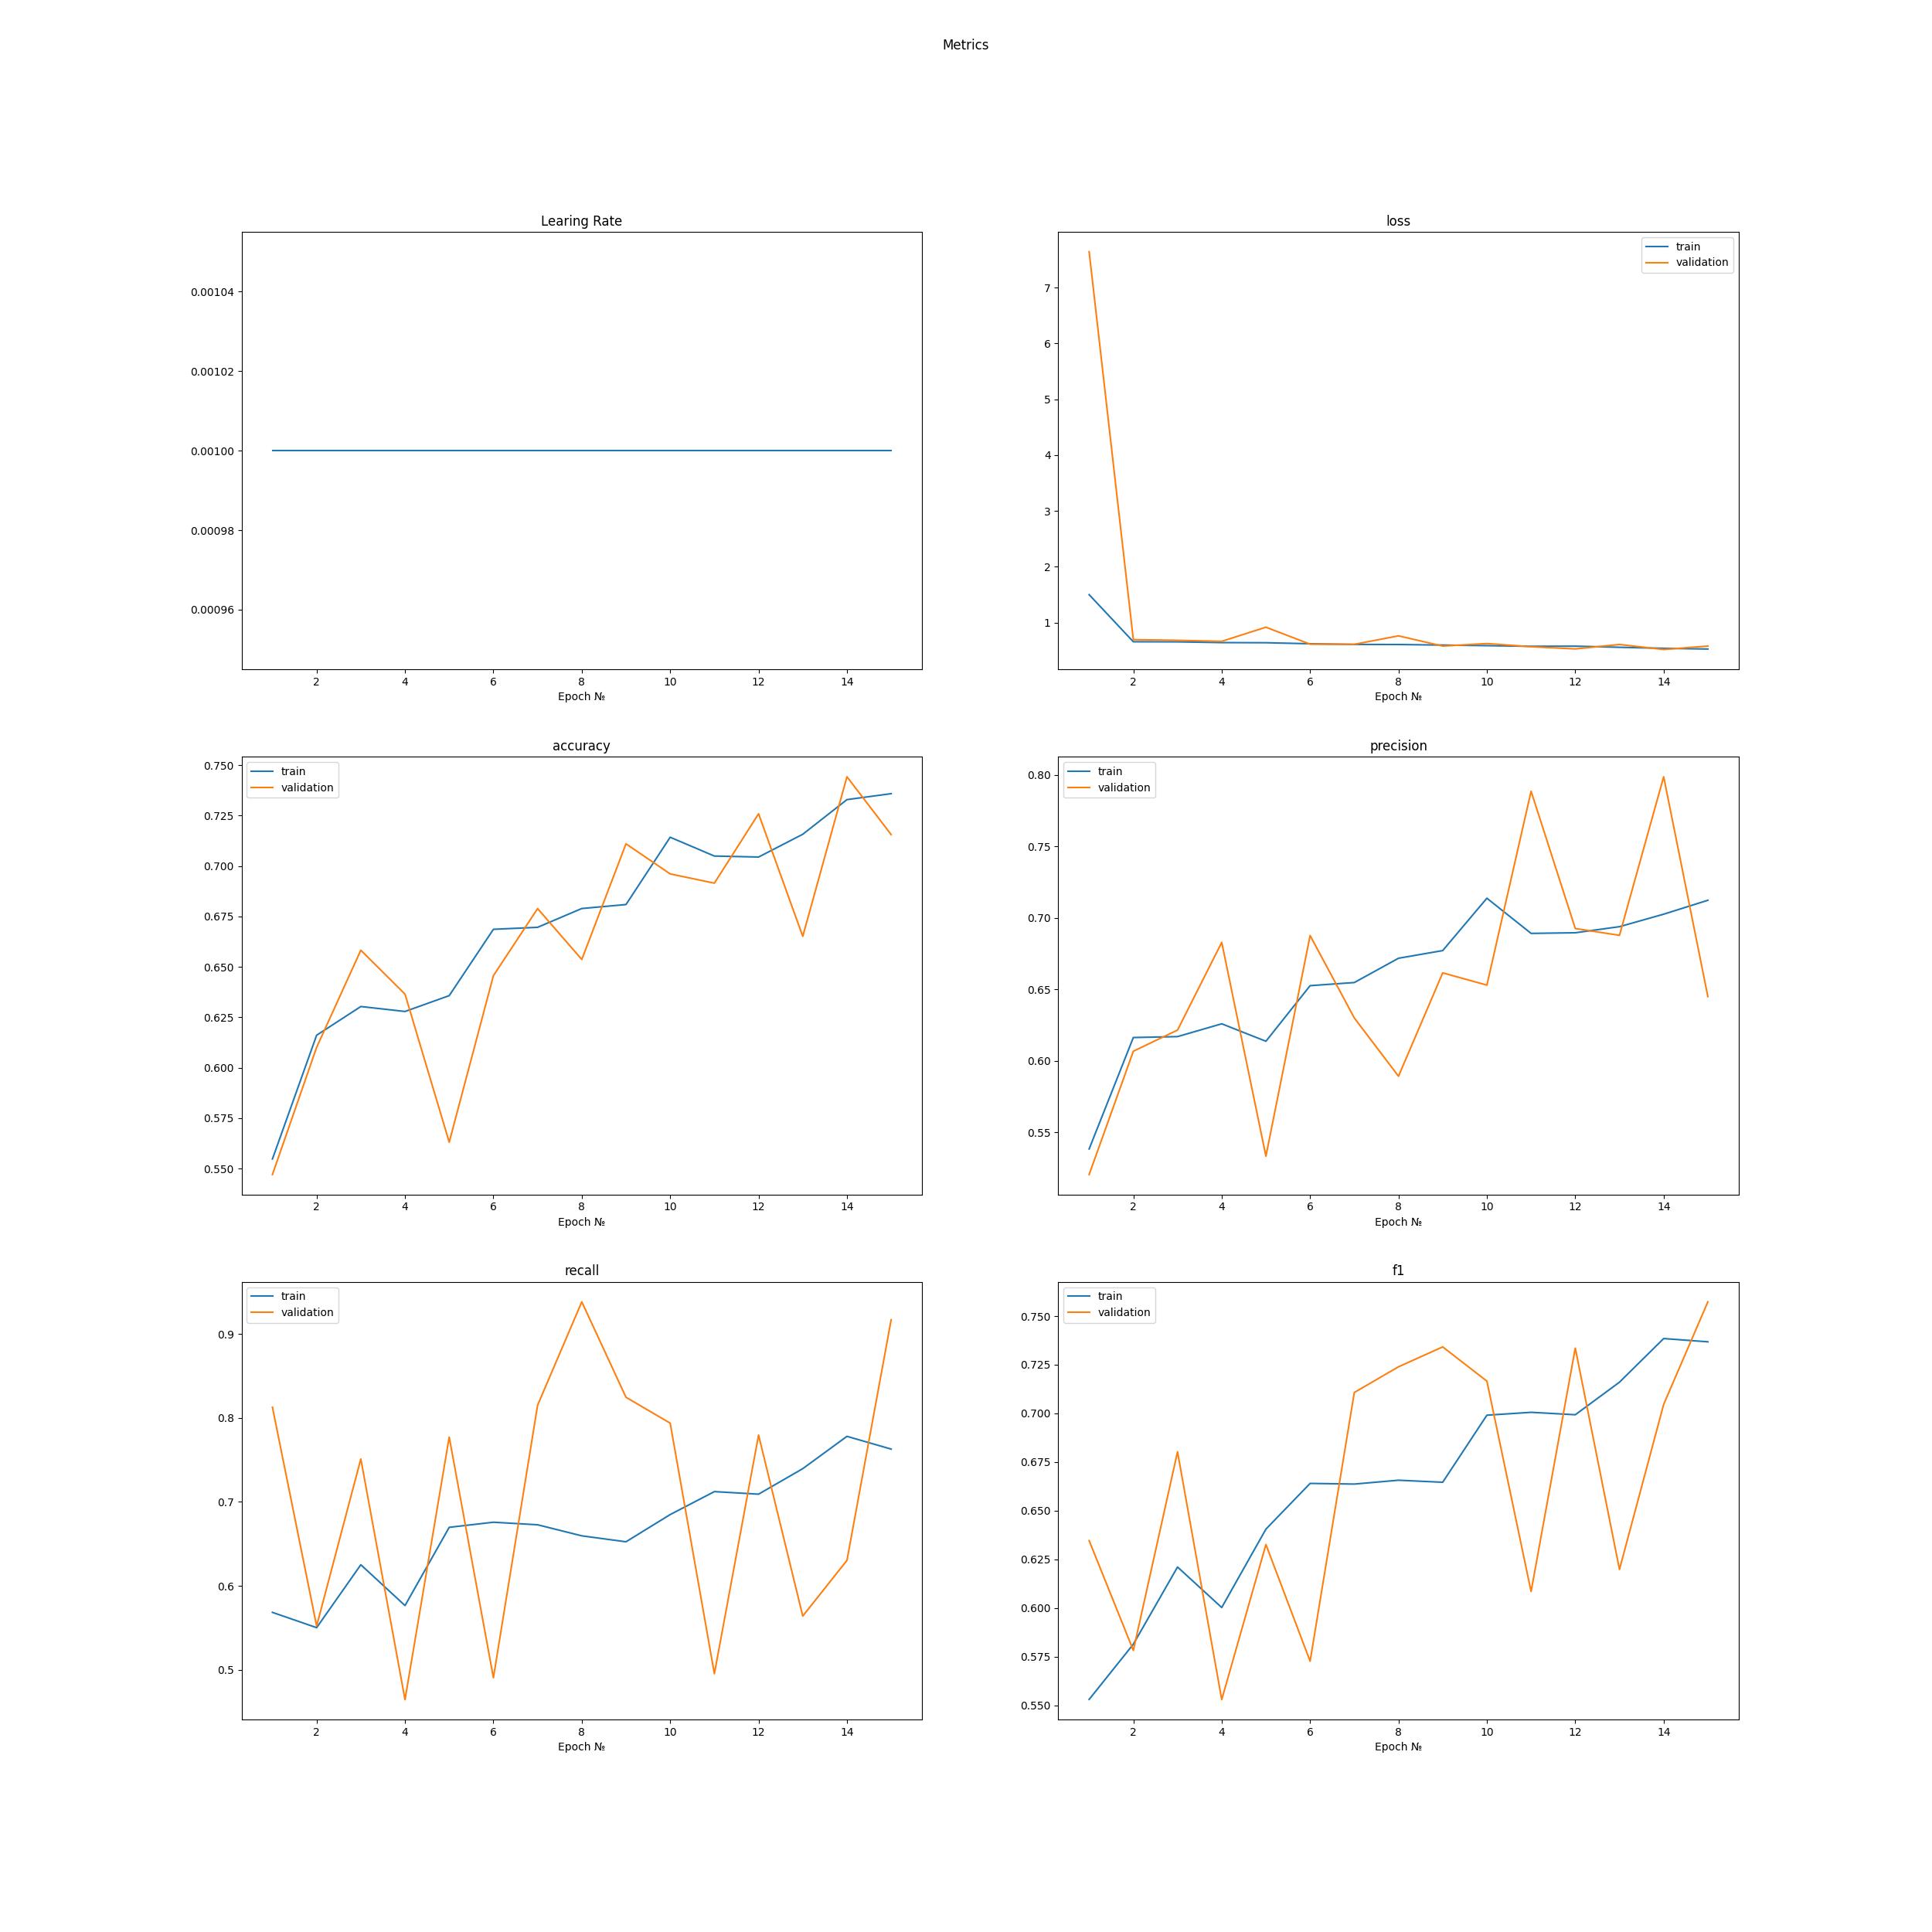 Metrics
Learing Rate
0.00104
0.00102
0.00100
0.00098
0.00096
2 4 6 8 10 12 14
Epoch №
loss
train
validation
7
6
5
4
3
2
1
2 4 6 8 10 12 14
Epoch №
accuracy
train
validation
0.750
0.725
0.700
0.675
0.650
0.625
0.600
0.575
0.550
2 4 6 8 10 12 14
Epoch №
precision
train
validation
0.80
0.75
0.70
0.65
0.60
0.55
2 4 6 8 10 12 14
Epoch №
recall
train
validation
0.9
0.8
0.7
0.6
0.5
2 4 6 8 10 12 14
Epoch №
f1
train
validation
0.750
0.725
0.700
0.675
0.650
0.625
0.600
0.575
0.550
2 4 6 8 10 12 14
Epoch №